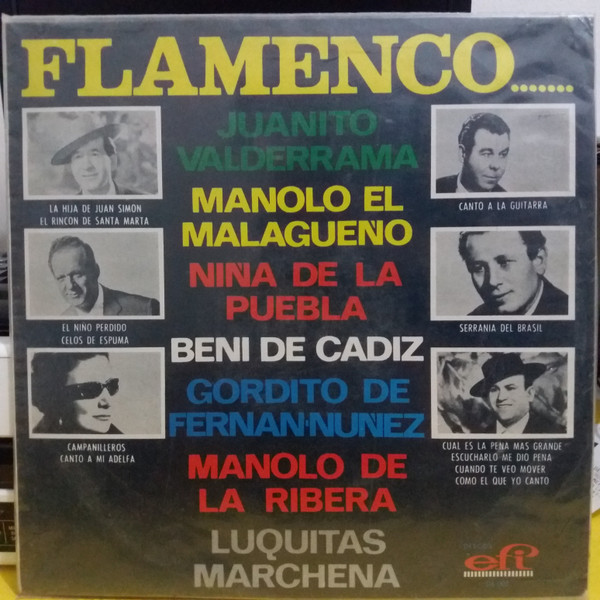 FLAMENCO.......
JUANITO
VALDERRAMA
MANOLO EL
MALAGUENO
NIÑA DE LA
PUEBLA
BENI DE CADIZ
GORDITO DE
FERNAN-NUÑEZ
MANOLO DE
LA RIBERA
LUQUITAS
MARCHENA
LA HIJA DE JUAN SIMON
EL RINCON DE SANTA MARTA
EL NIÑO PERDIDO
CELOS DE ESPUMA
CAMPANILLEROS
CANTO A MI ADELFA
CANTO A LA GUITARRA
SERRANIA DEL BRASIL
CUAL ES LA PENA MAS GRANDE
ESCUCHARLO ME DIO PENA
CUANDO TE VEO MOVER
COMO EL QUE YO CANTO
efi